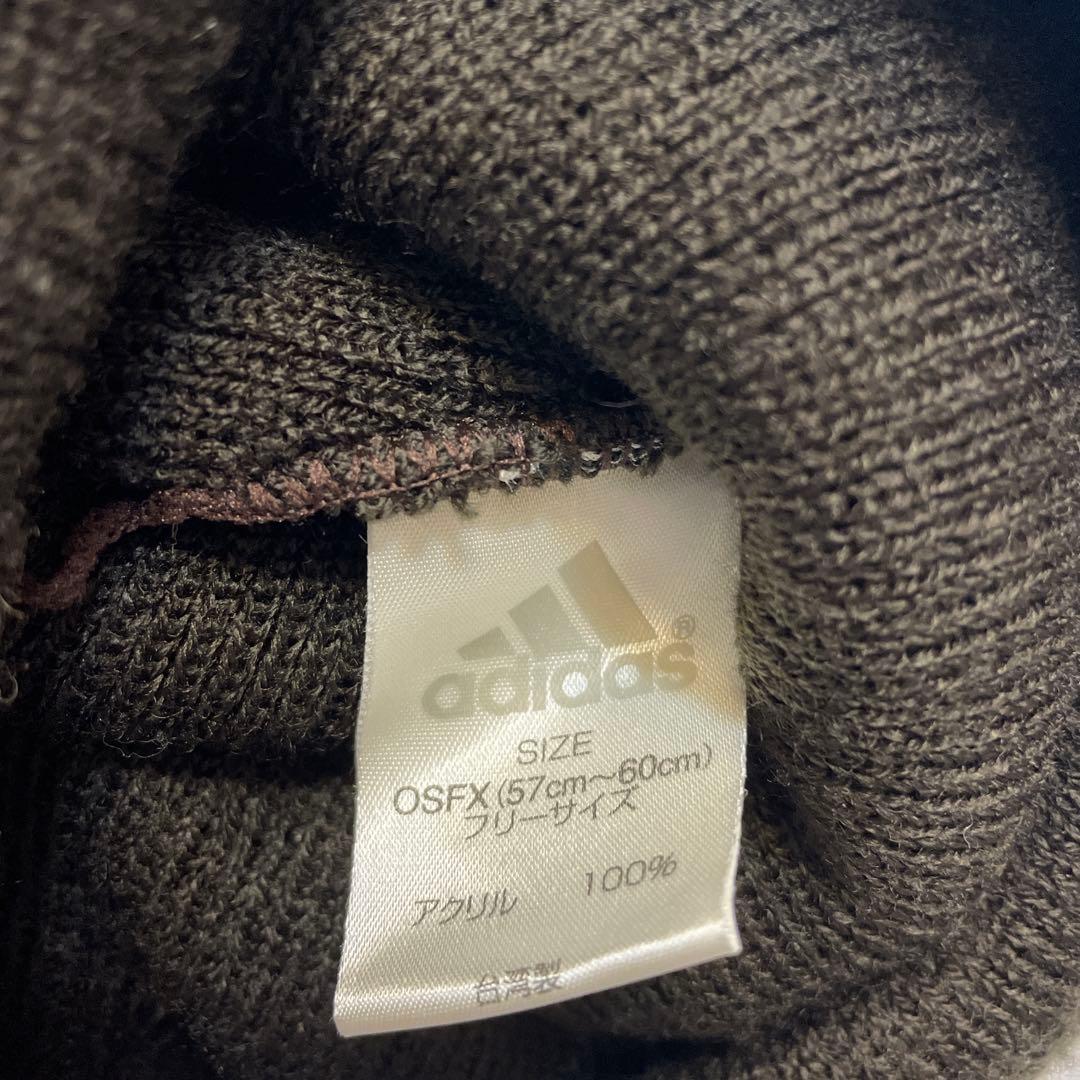 adidas®
SIZE
OSFX(57cm～60cm)
フリーサイズ
アクリル 100%
台湾製